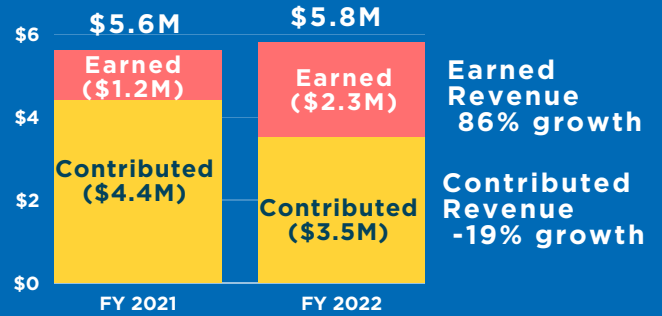 $5.6M
$5.8M
$6
$4
$2
$0
Earned
($1.2M)
Contributed
($4.4M)
Earned
($2.3M)
Contributed
($3.5M)
FY 2021
FY 2022
Earned
Revenue
86% growth
Contributed
Revenue
-19% growth